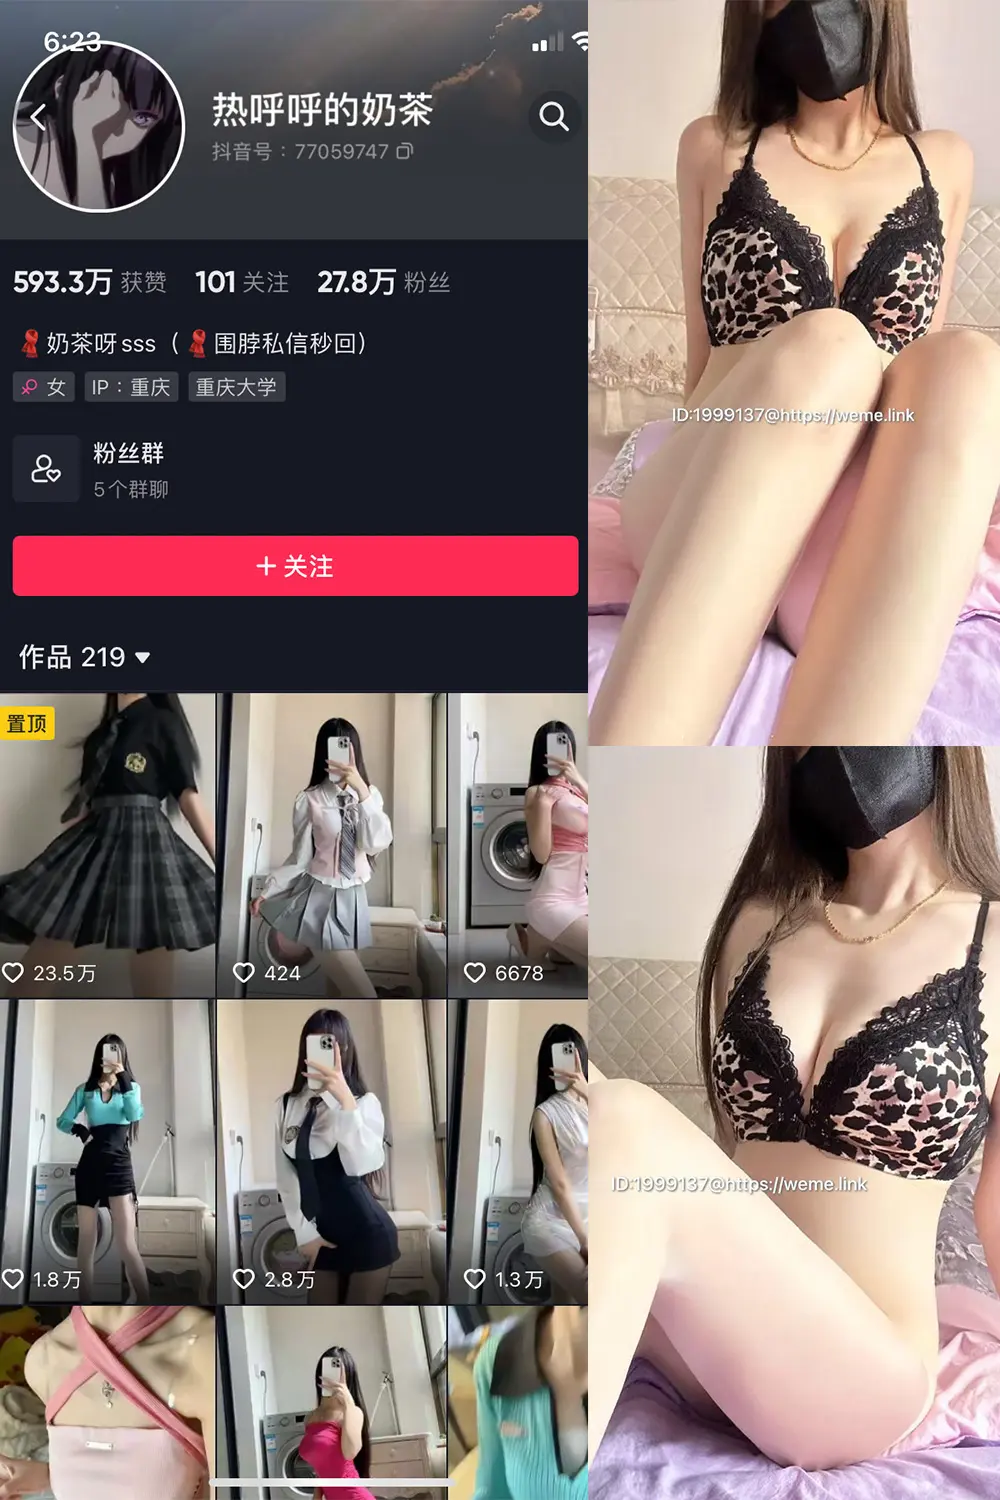 6:23
热呼呼的奶茶
抖音号：77059747
593.3万 获赞 101 关注 27.8万 粉丝
🧣奶茶呀sss（🧣围脖私信秒回）
女 IP：重庆 重庆大学
粉丝群
5个群聊
+ 关注
作品 219
置顶
23.5万
424
6678
1.8万
2.8万
1.3万
ID:1999137@https://weme.link
ID:1999137@https://weme.link